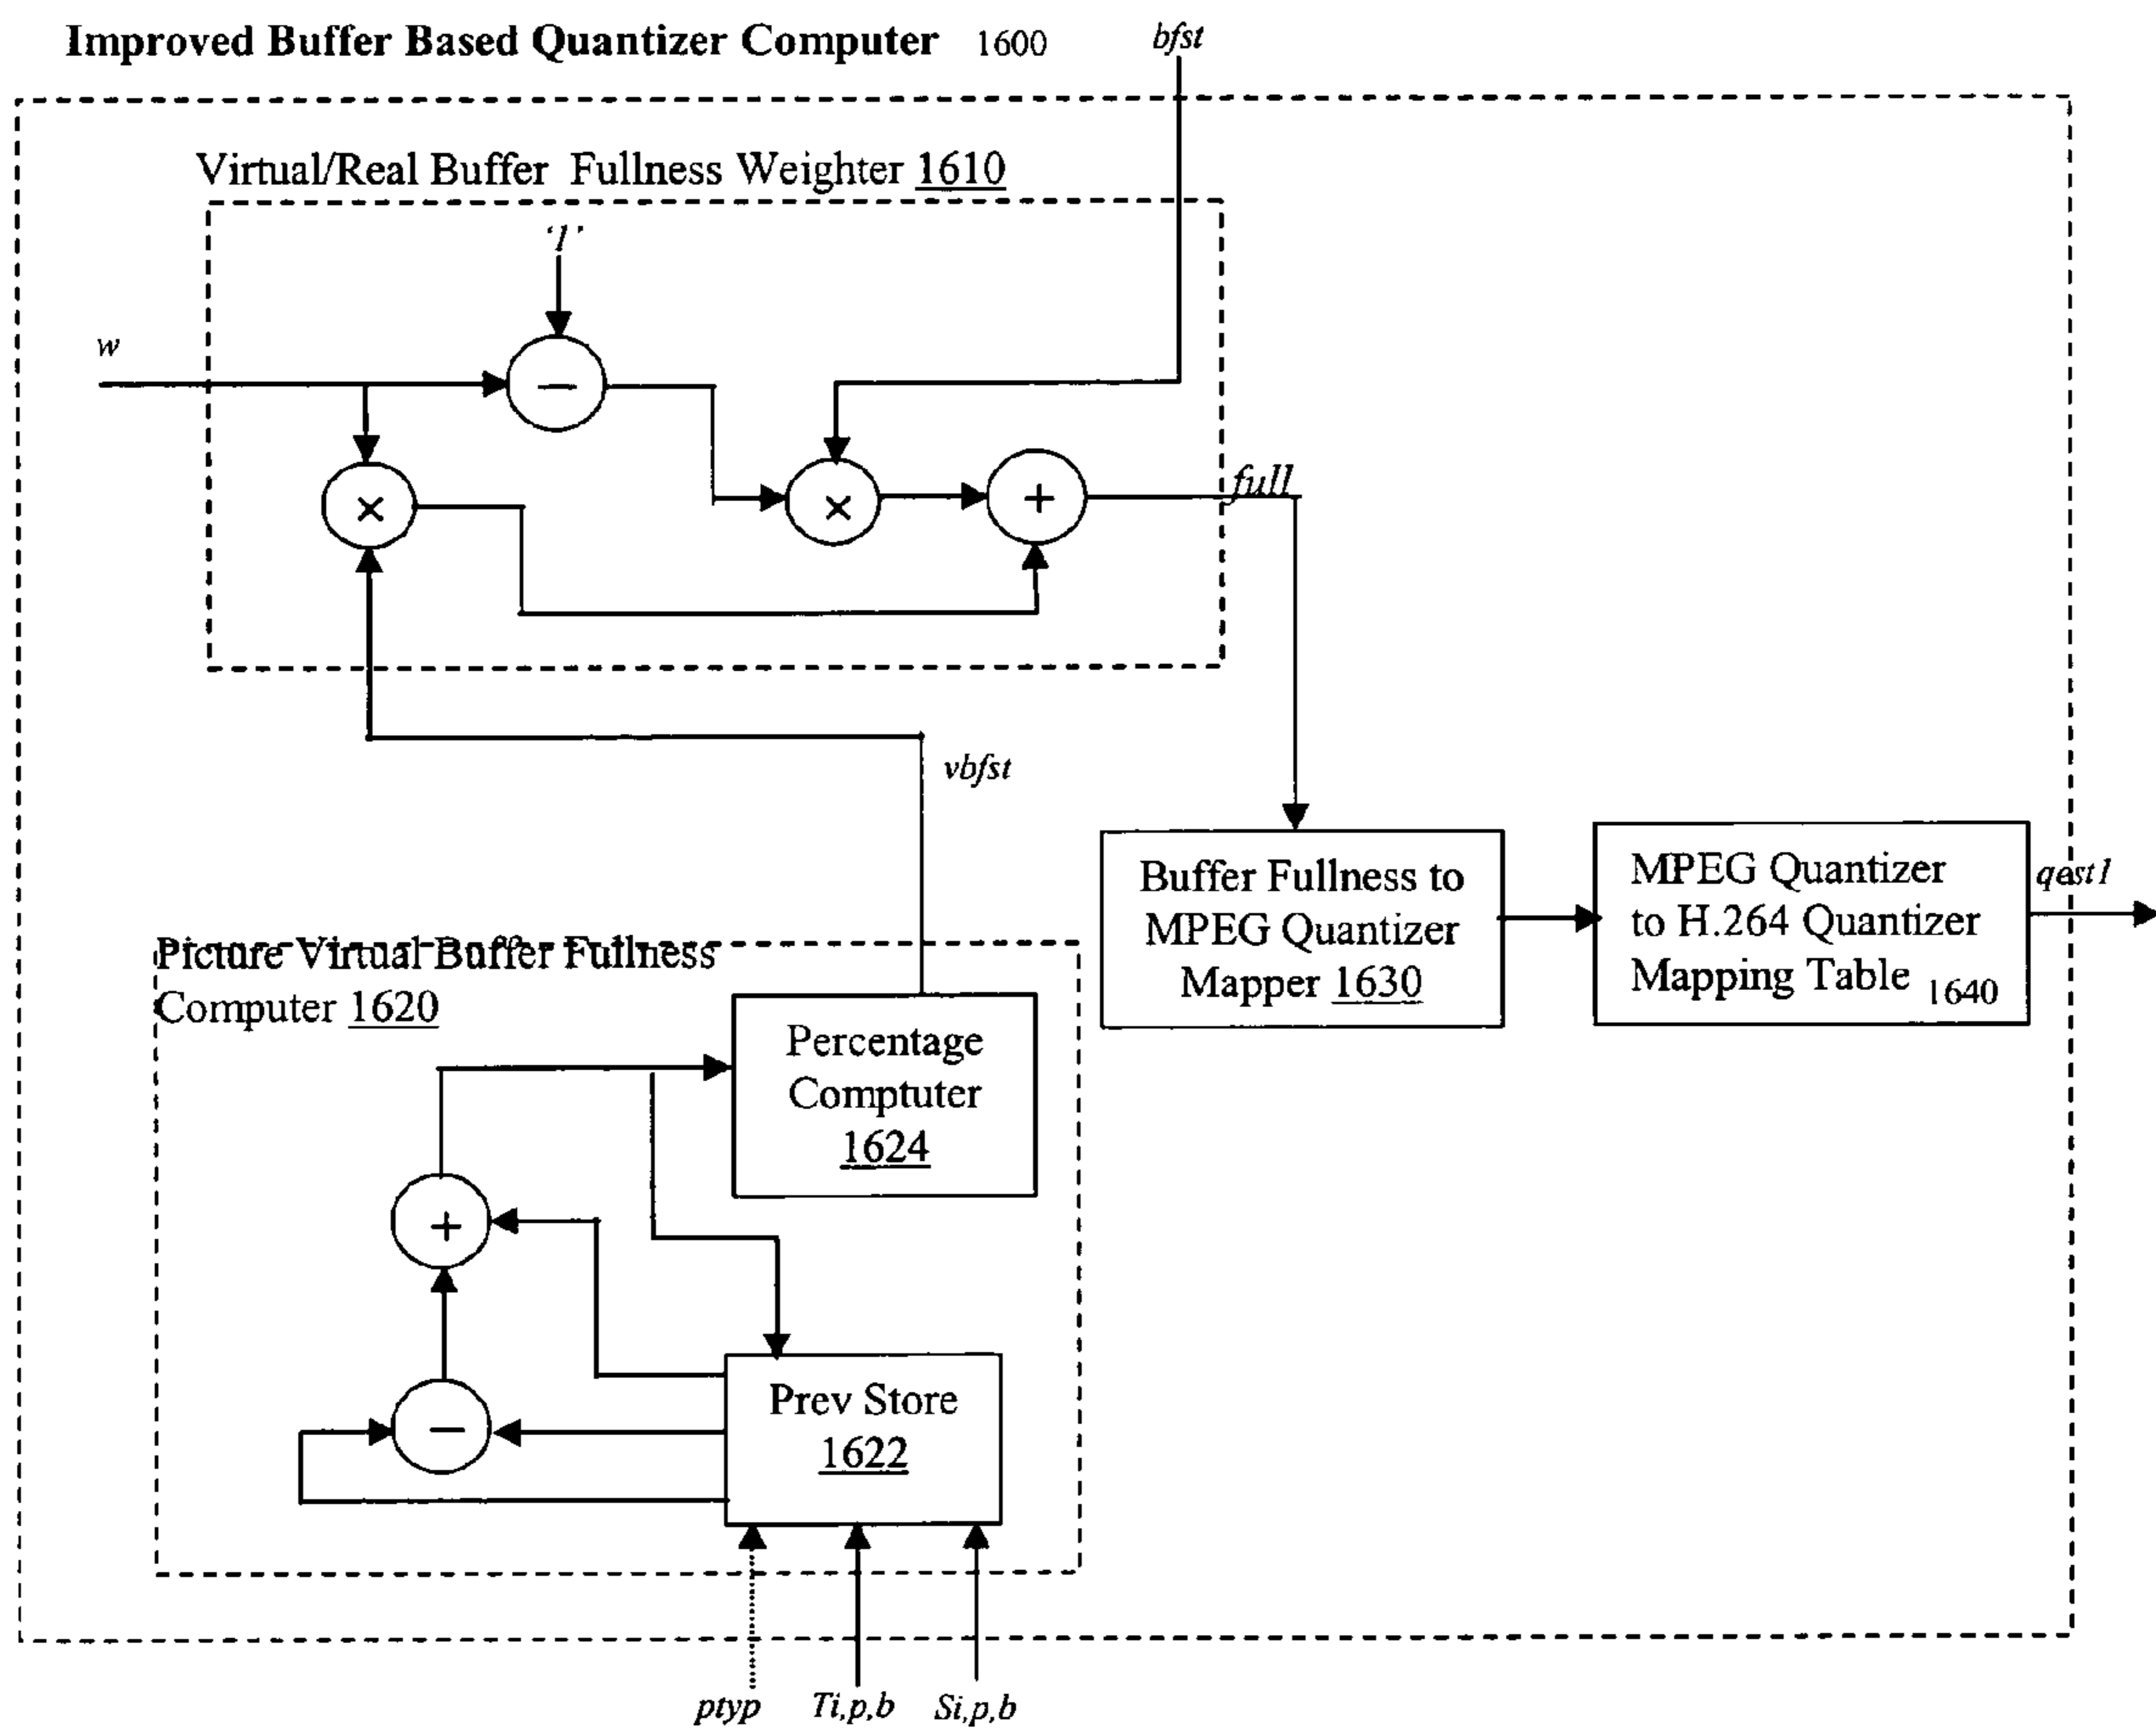 Improved Buffer Based Quantizer Computer 1600
bfst
Virtual/Real Buffer Fullness Weighter 1610
'1'
w
−
×
×
+
full
vbfst
Buffer Fullness to
MPEG Quantizer
Mapper 1630
MPEG Quantizer
to H.264 Quantizer
Mapping Table 1640
qest1
Picture Virtual Buffer Fullness
Computer 1620
Percentage
Comptuter
1624
+
−
Prev Store
1622
ptyp
Ti,p,b
Si,p,b